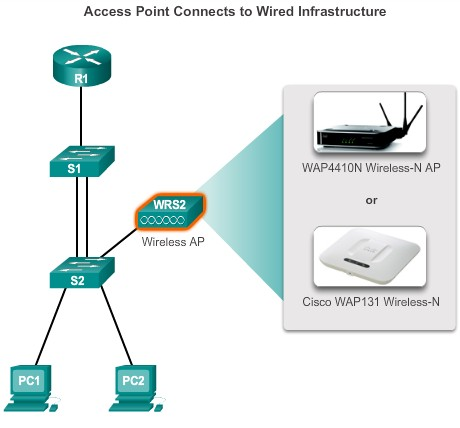 Access Point Connects to Wired Infrastructure
R1
S1
WRS2
Wireless AP
S2
PC1
PC2
WAP4410N Wireless-N AP
or
Cisco WAP131 Wireless-N